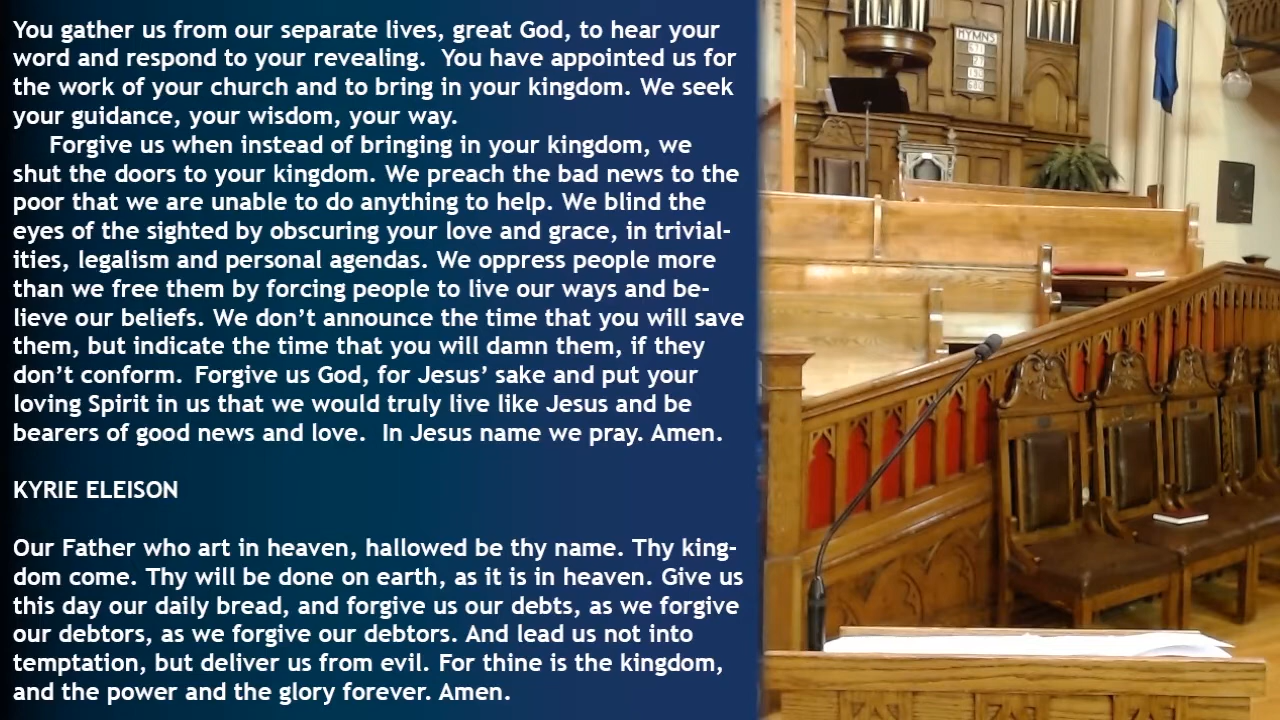 You gather us from our separate lives, great God, to hear your
word and respond to your revealing.  You have appointed us for
the work of your church and to bring in your kingdom. We seek
your guidance, your wisdom, your way.
Forgive us when instead of bringing in your kingdom, we
shut the doors to your kingdom. We preach the bad news to the
poor that we are unable to do anything to help. We blind the
eyes of the sighted by obscuring your love and grace, in trivial-
ities, legalism and personal agendas. We oppress people more
than we free them by forcing people to live our ways and be-
lieve our beliefs. We don’t announce the time that you will save
them, but indicate the time that you will damn them, if they
don’t conform.  Forgive us God, for Jesus’ sake and put your
loving Spirit in us that we would truly live like Jesus and be
bearers of good news and love.  In Jesus name we pray. Amen.
KYRIE ELEISON
Our Father who art in heaven, hallowed be thy name. Thy king-
dom come. Thy will be done on earth, as it is in heaven. Give us
this day our daily bread, and forgive us our debts, as we forgive
our debtors, as we forgive our debtors. And lead us not into
temptation, but deliver us from evil. For thine is the kingdom,
and the power and the glory forever. Amen.
HYMNS
27